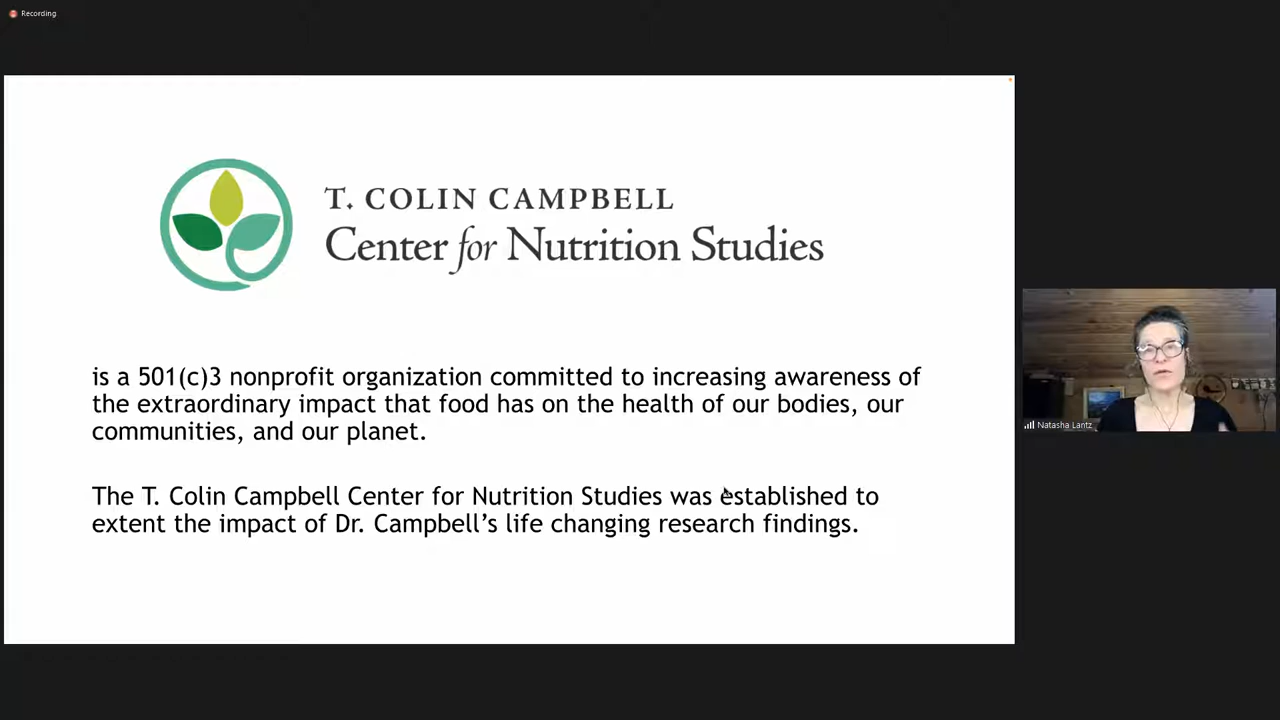 Recording
T. COLIN CAMPBELL
Center for Nutrition Studies
is a 501(c)3 nonprofit organization committed to increasing awareness of
the extraordinary impact that food has on the health of our bodies, our
communities, and our planet.
The T. Colin Campbell Center for Nutrition Studies was established to
extent the impact of Dr. Campbell’s life changing research findings.
Natasha Lantz